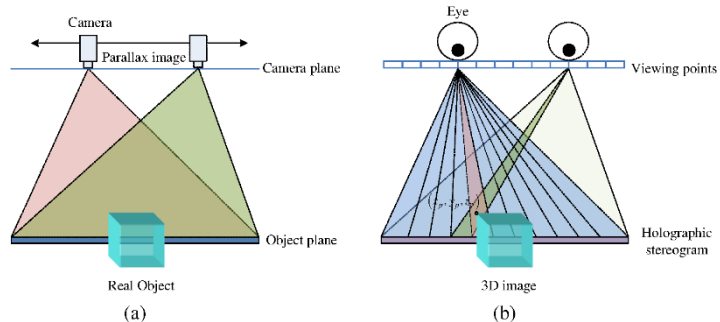 Camera
Parallax image
Camera plane
Object plane
Real Object
(a)
Eye
Viewing points
Holographic
stereogram
3D image
(b)